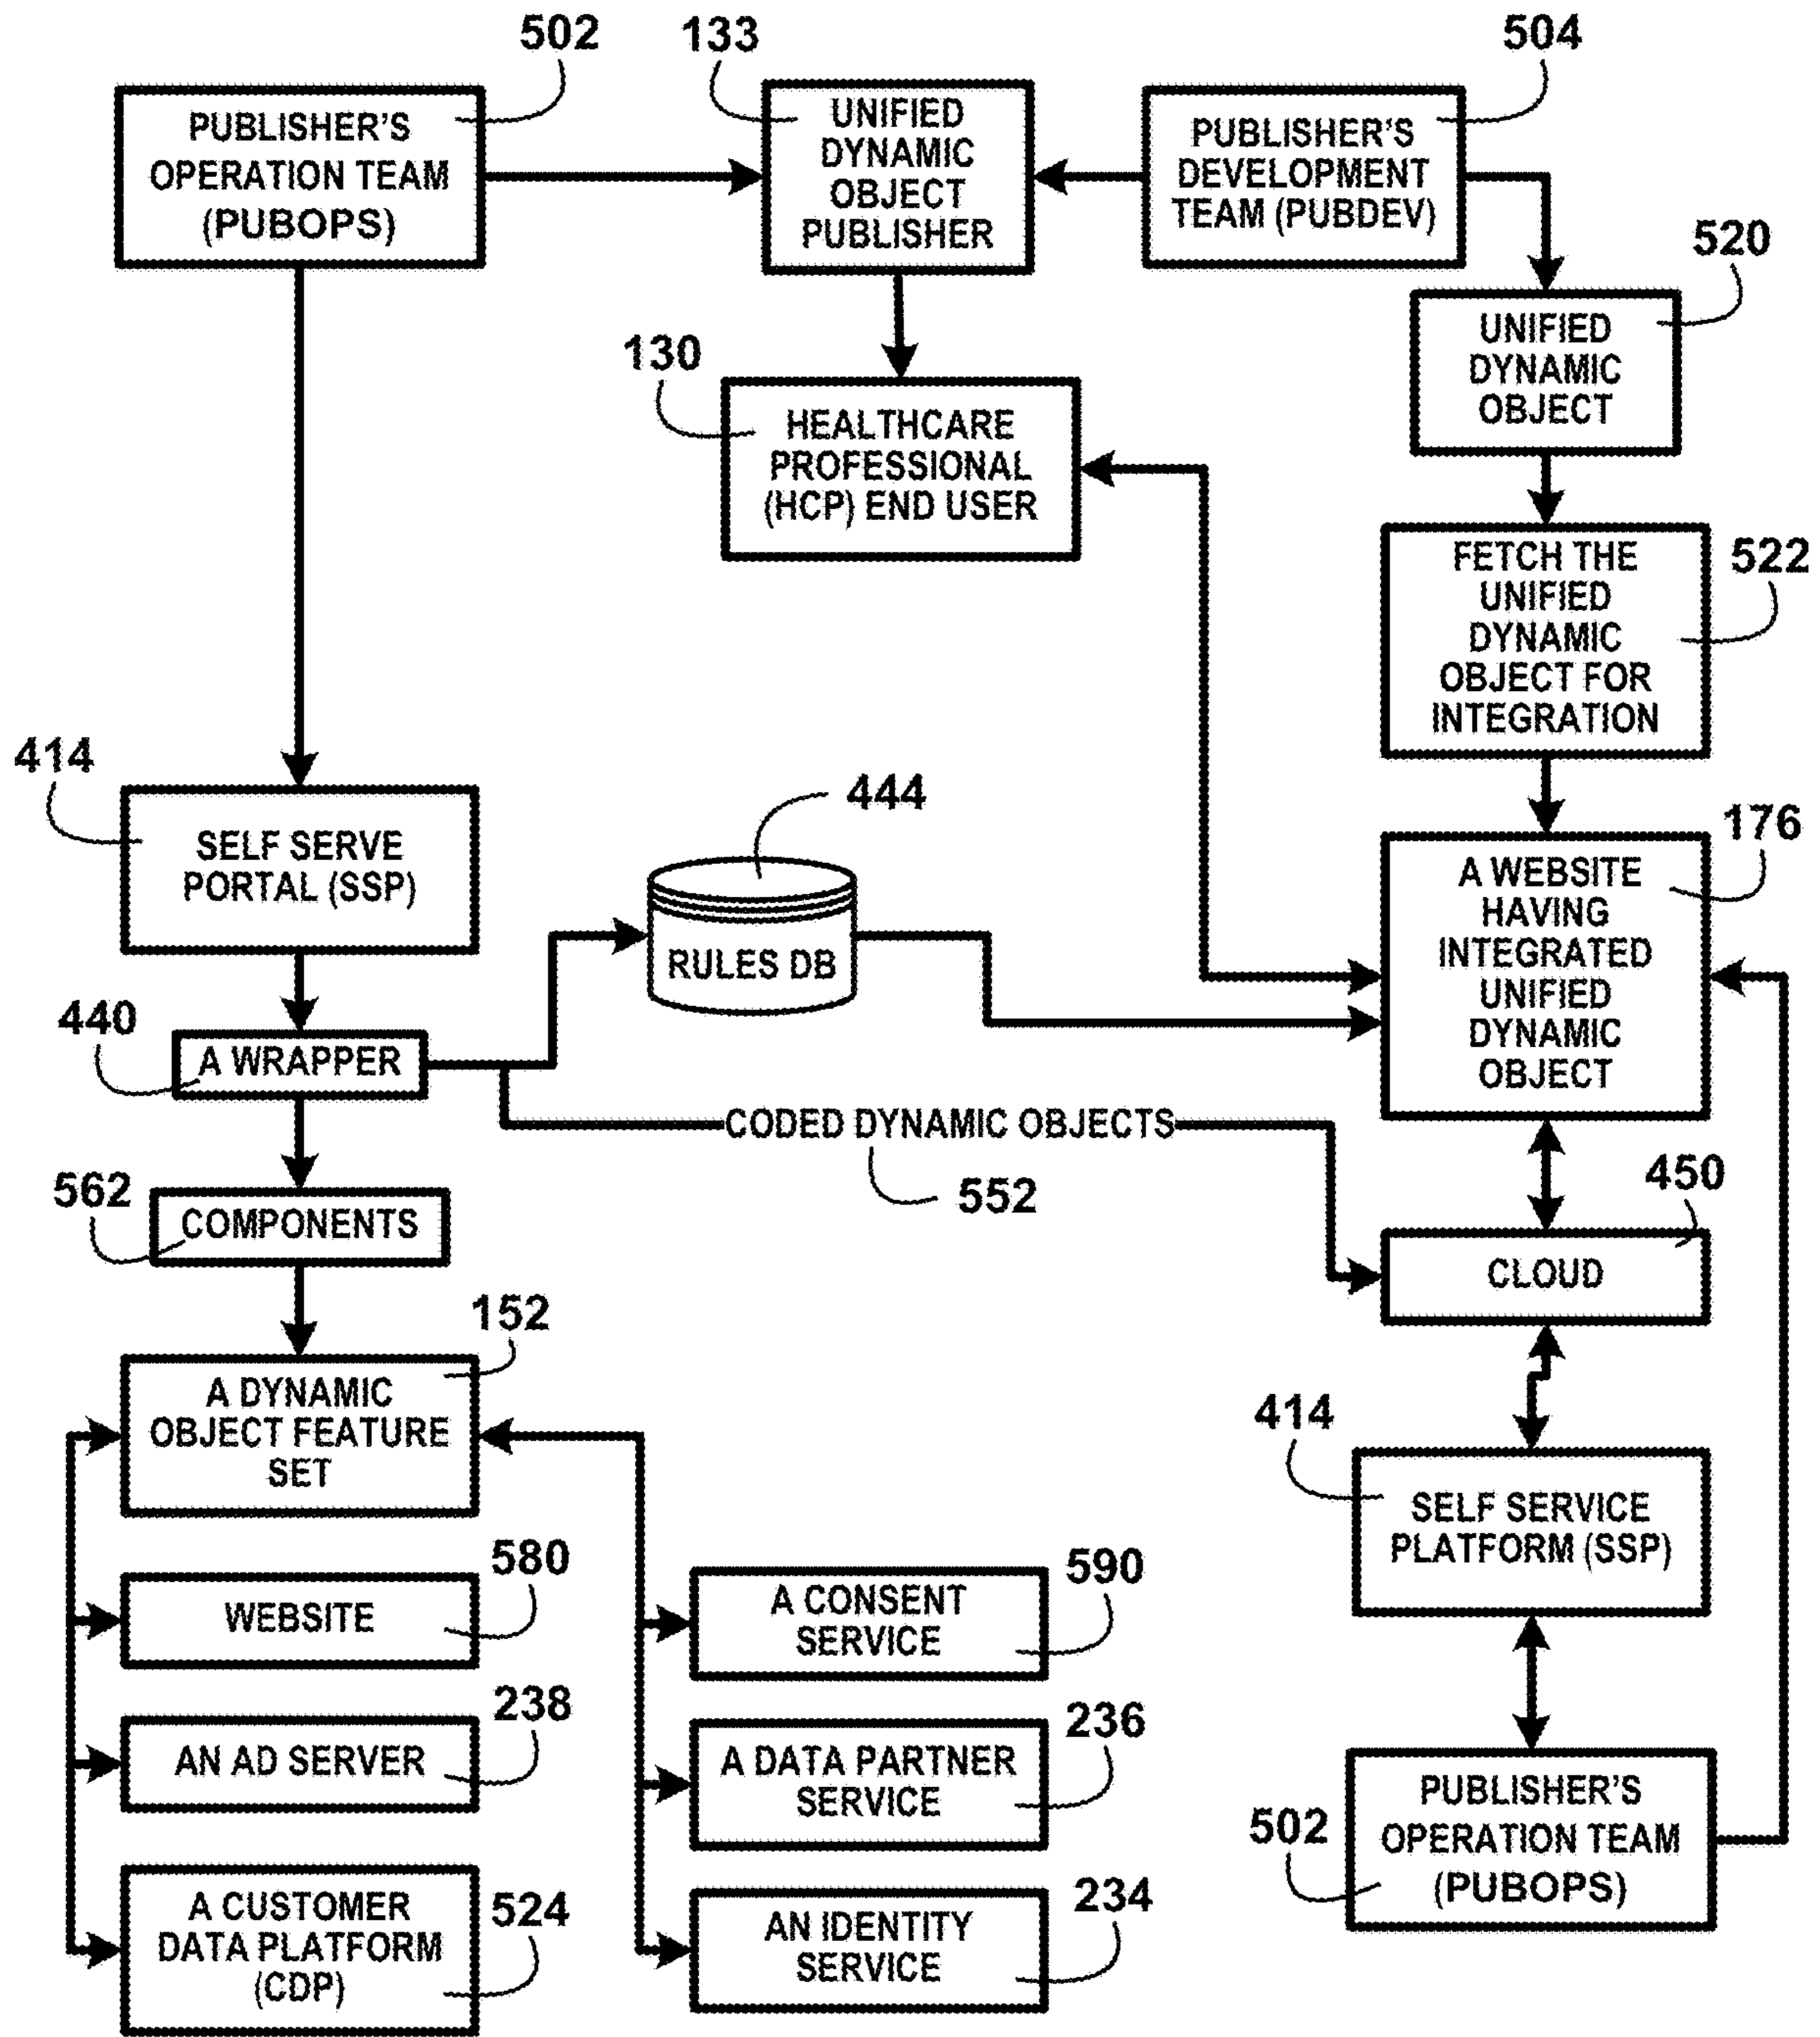 502
133
504
PUBLISHER'S
OPERATION TEAM
(PUBOPS)
UNIFIED
DYNAMIC
OBJECT
PUBLISHER
PUBLISHER'S
DEVELOPMENT
TEAM (PUBDEV)
520
UNIFIED
DYNAMIC
OBJECT
130
HEALTHCARE
PROFESSIONAL
(HCP) END USER
522
FETCH THE
UNIFIED
DYNAMIC
OBJECT FOR
INTEGRATION
414
SELF SERVE
PORTAL (SSP)
444
RULES DB
176
A WEBSITE
HAVING
INTEGRATED
UNIFIED
DYNAMIC
OBJECT
440
A WRAPPER
CODED DYNAMIC OBJECTS
552
562
COMPONENTS
450
CLOUD
152
A DYNAMIC
OBJECT FEATURE
SET
414
SELF SERVICE
PLATFORM (SSP)
580
WEBSITE
590
A CONSENT
SERVICE
238
AN AD SERVER
236
A DATA PARTNER
SERVICE
502
PUBLISHER'S
OPERATION TEAM
(PUBOPS)
524
A CUSTOMER
DATA PLATFORM
(CDP)
234
AN IDENTITY
SERVICE